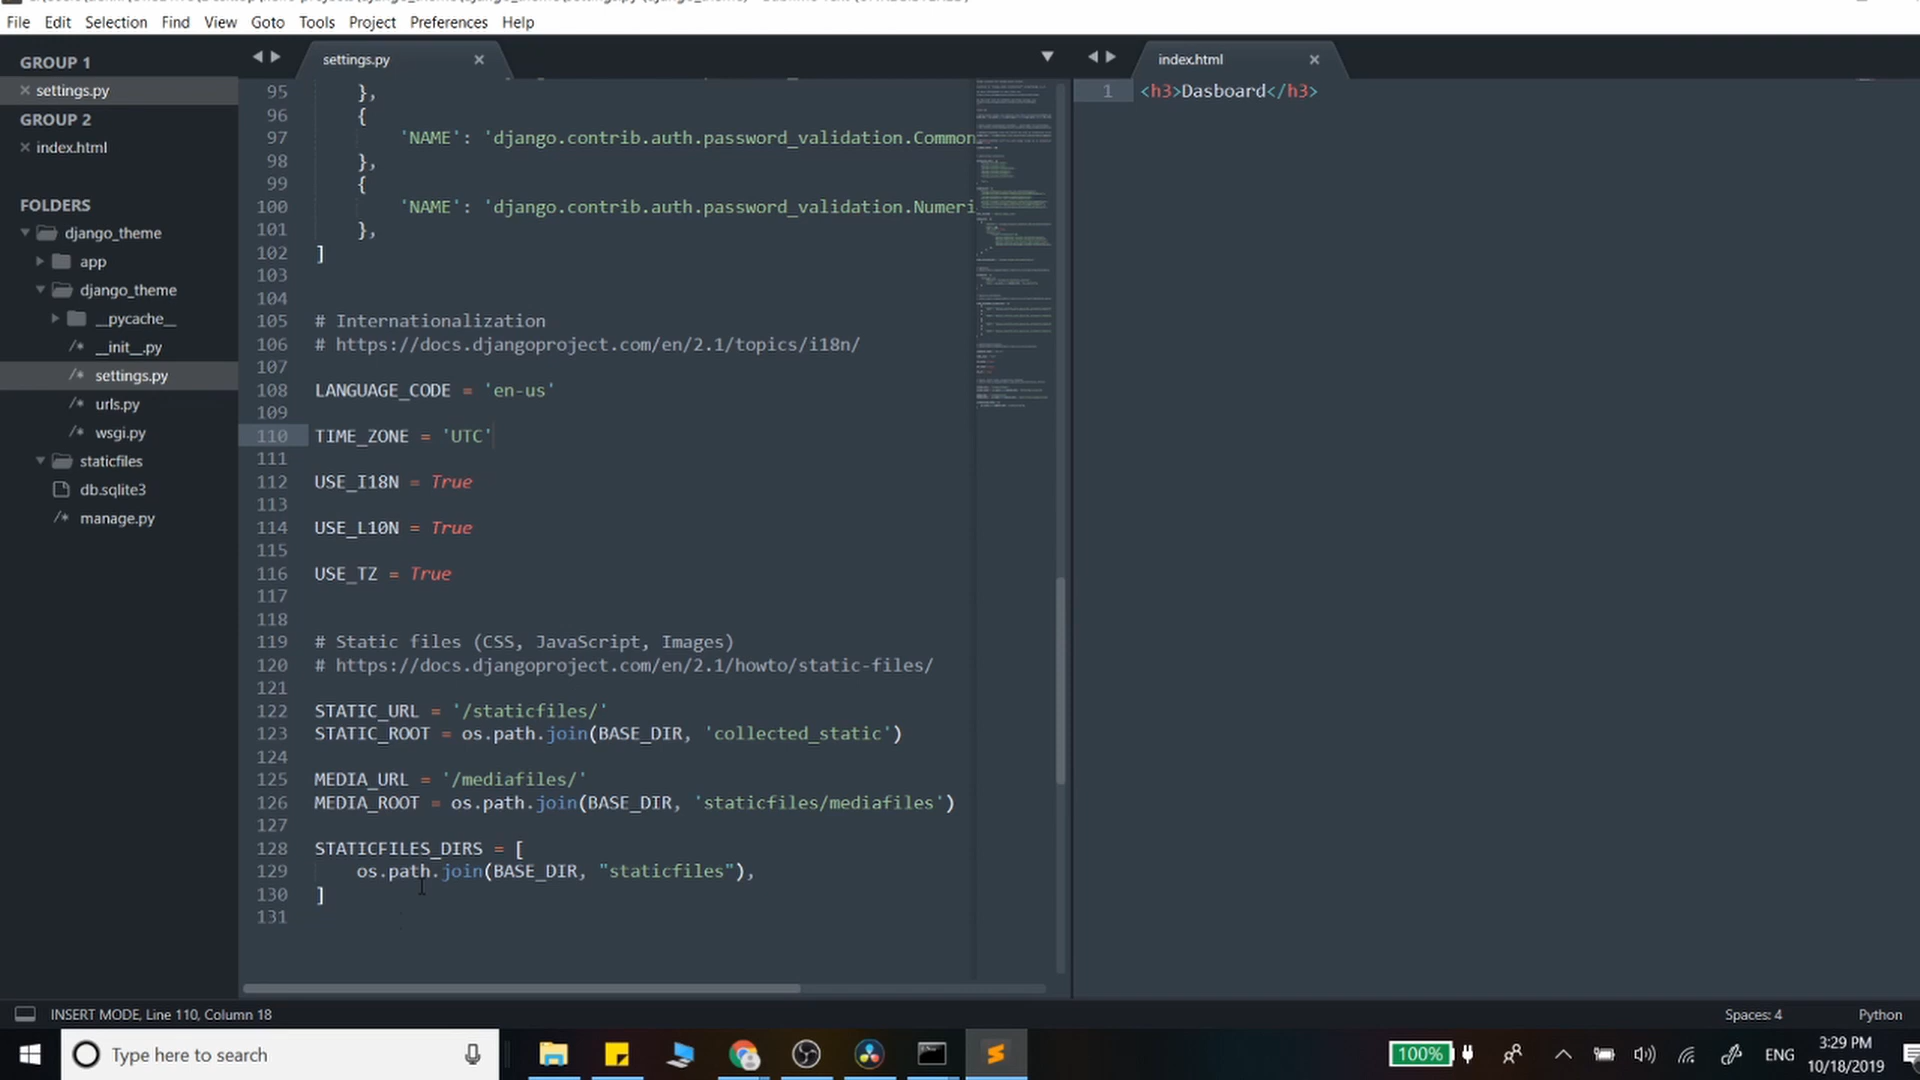 File Edit Selection Find View Goto Tools Project Preferences Help
GROUP 1
settings.py
GROUP 2
index.html
FOLDERS
django_theme
app
django_theme
__pycache__
/* __init__.py
/* settings.py
/* urls.py
/* wsgi.py
staticfiles
db.sqlite3
/* manage.py
settings.py
95 },
96 {
97 'NAME': 'django.contrib.auth.password_validation.Common
98 },
99 {
100 'NAME': 'django.contrib.auth.password_validation.Numeri
101 },
102 ]
103
104
105 # Internationalization
106 # https://docs.djangoproject.com/en/2.1/topics/i18n/
107
108 LANGUAGE_CODE = 'en-us'
109
110 TIME_ZONE = 'UTC'
111
112 USE_I18N = True
113
114 USE_L10N = True
115
116 USE_TZ = True
117
118
119 # Static files (CSS, JavaScript, Images)
120 # https://docs.djangoproject.com/en/2.1/howto/static-files/
121
122 STATIC_URL = '/staticfiles/'
123 STATIC_ROOT = os.path.join(BASE_DIR, 'collected_static')
124
125 MEDIA_URL = '/mediafiles/'
126 MEDIA_ROOT = os.path.join(BASE_DIR, 'staticfiles/mediafiles')
127
128 STATICFILES_DIRS = [
129 os.path.join(BASE_DIR, "staticfiles"),
130 ]
131
index.html
1 <h3>Dasboard</h3>
INSERT MODE, Line 110, Column 18
Spaces: 4 Python
Type here to search
100%
ENG
3:29 PM
10/18/2019